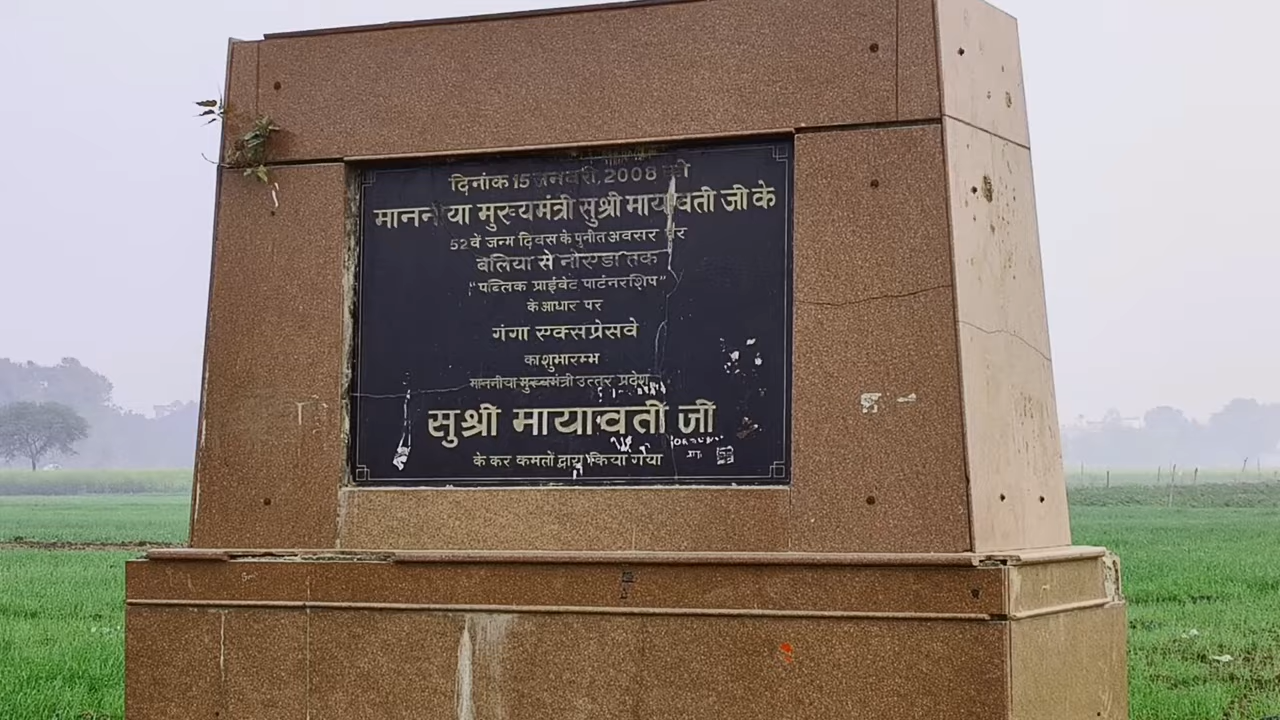 दिनांक 15 जनवरी, 2008 को
माननीया मुख्यमंत्री सुश्री मायावती जी के
52वें जन्म दिवस के पुनीत अवसर पर
बलिया से नोएडा तक
"पब्लिक प्राईवेट पार्टनरशिप"
के आधार पर
गंगा एक्सप्रेसवे
का शुभारम्भ
माननीया मुख्यमंत्री उत्तर प्रदेश
सुश्री मायावती जी
के कर कमलों द्वारा किया गया